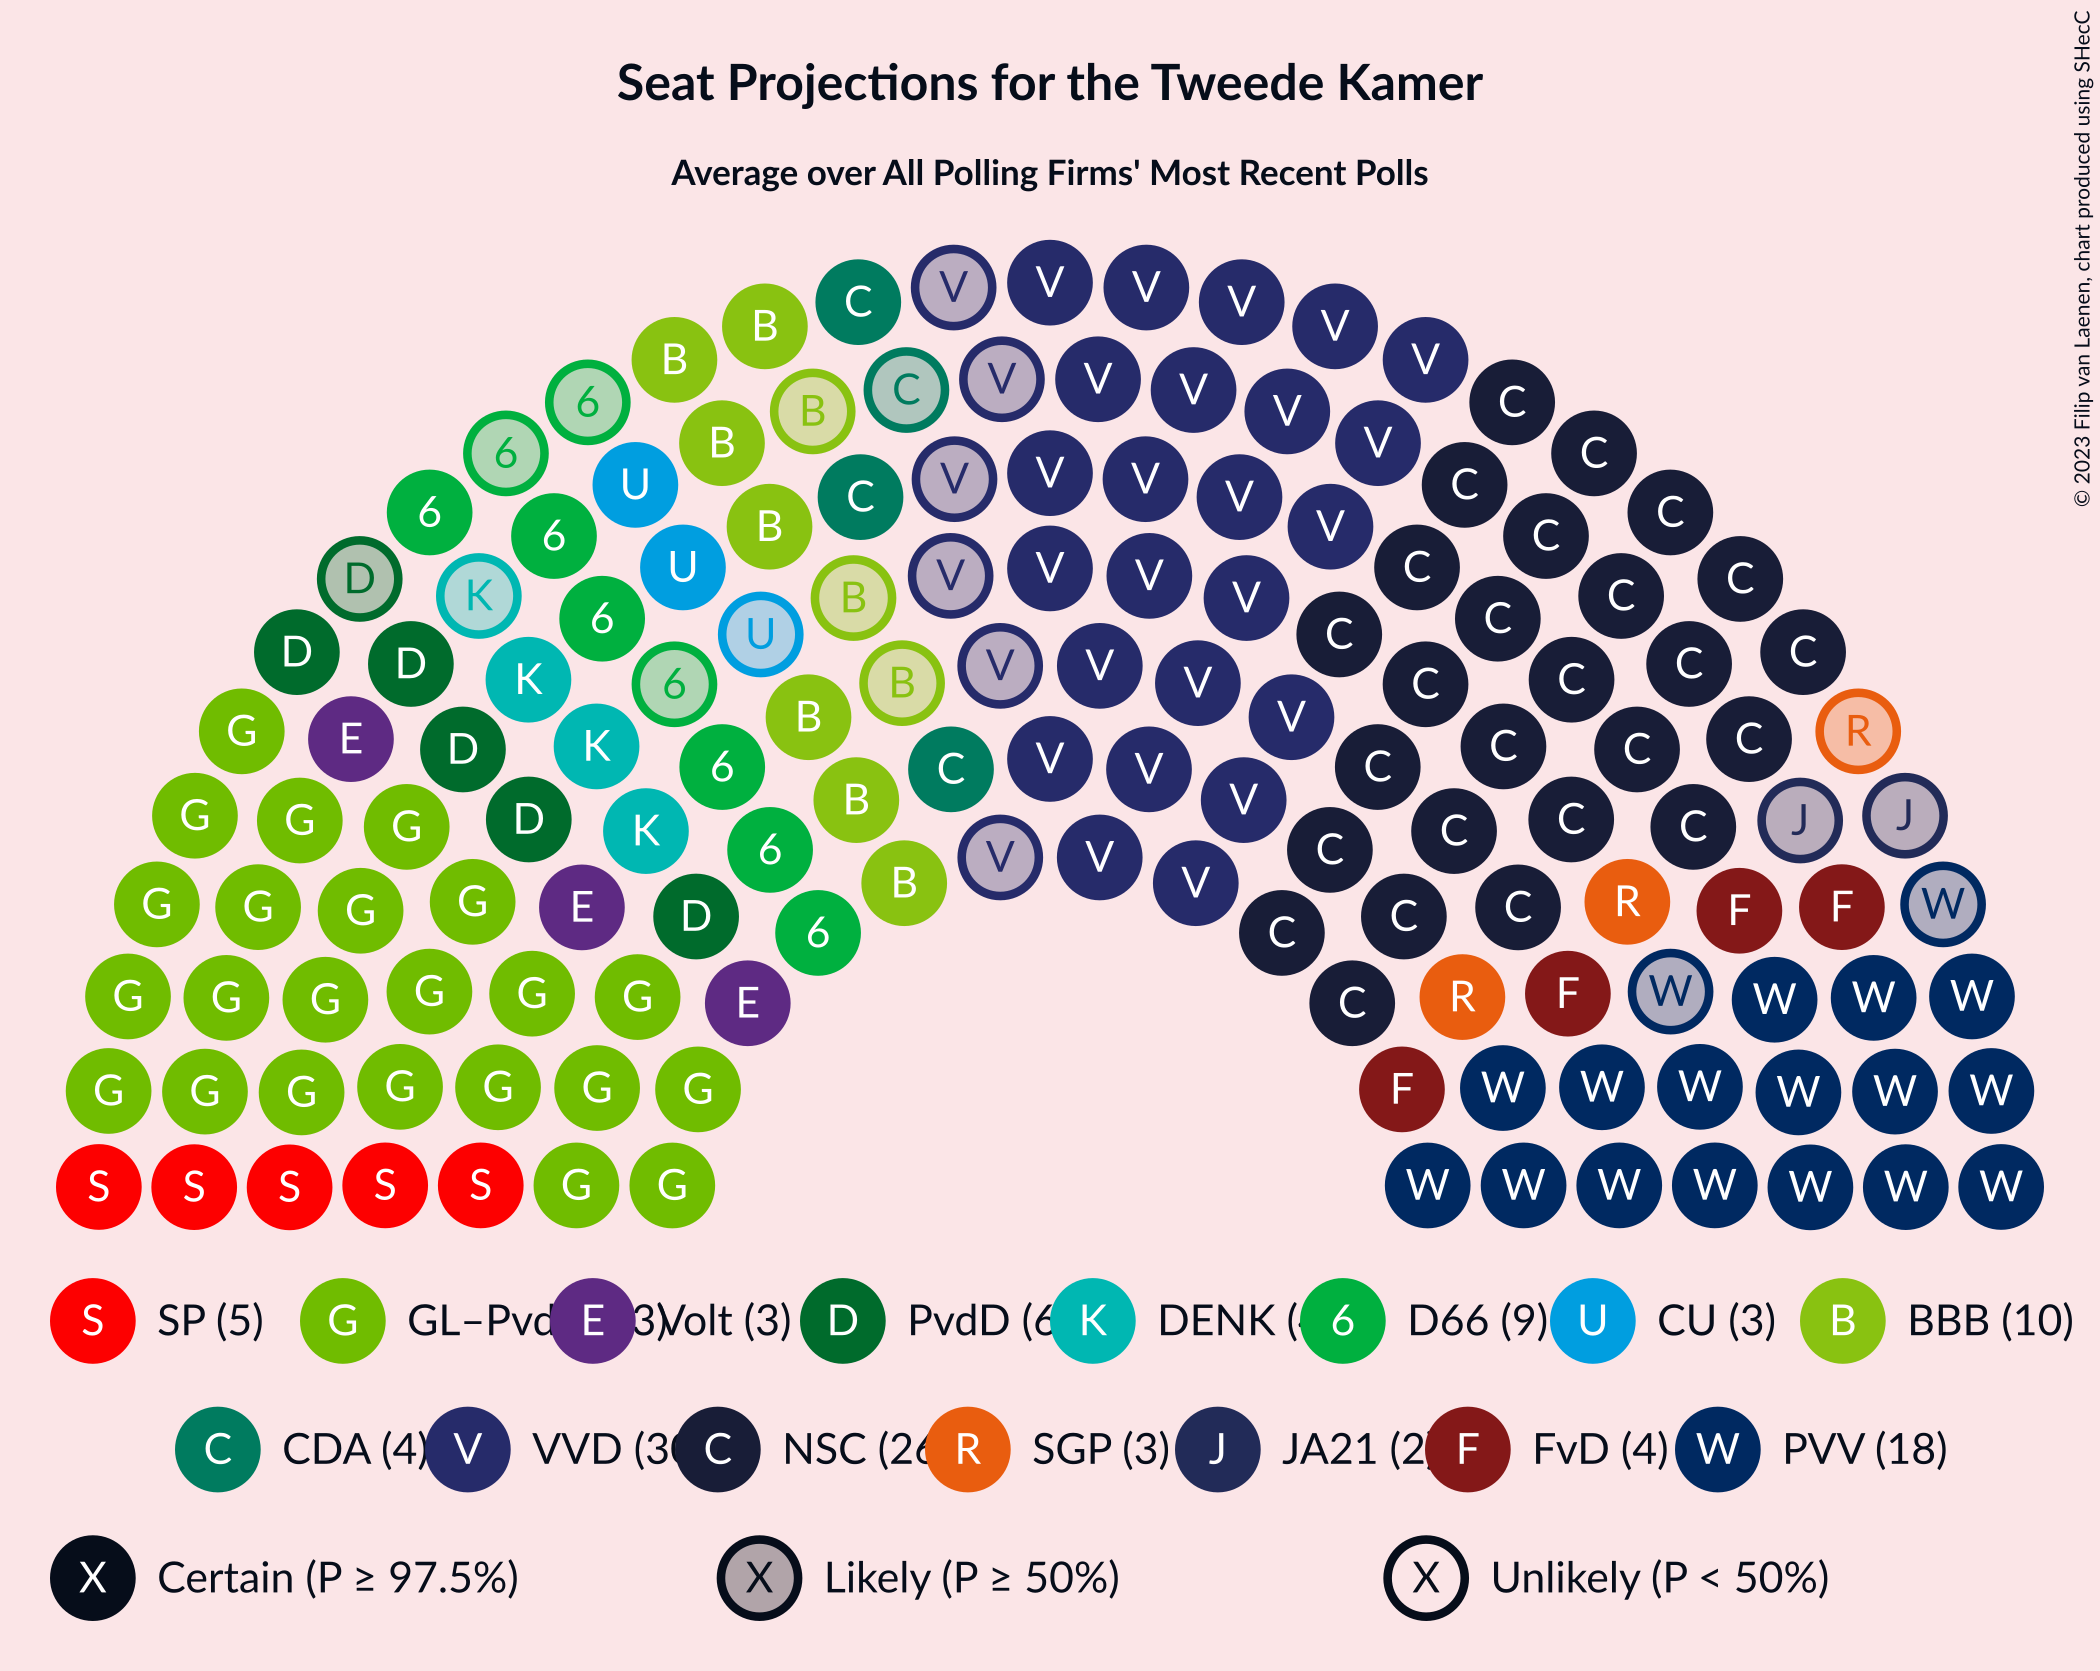 Seat Projections for the Tweede Kamer
Average over All Polling Firms' Most Recent Polls
© 2023 Filip van Laenen, chart produced using SHecC
V V V V V V
C C
B B
V V V V V
C C
B B
6 6 6
C C C C
U U
V V V V V
6 6
D K
C C C C
B B
V V V V
D D K 6 U B
C C C C C
V V V V
G E D K 6 B
C C C C R
G G G D K 6 B C V V V
C C C C J J
G G G G E D 6 B V V V
C C C R F F W
G G G G G G E
C R F W W W W
G G G G G G G
F W W W W W W
S S S S S G G
W W W W W W W
S SP (5) G GL–Pvd E 3) Volt (3) D PvdD (6 K DENK ( 6 D66 (9) U CU (3) B BBB (10)
C CDA (4) V VVD (30 C NSC (26 R SGP (3) J JA21 (2) F FvD (4) W PVV (18)
X Certain (P ≥ 97.5%) X Likely (P ≥ 50%) X Unlikely (P < 50%)